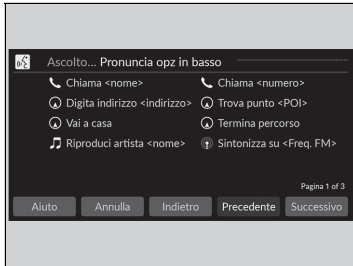 Ascolto... Pronuncia opz in basso
Chiama <nome> Chiama <numero>
Digita indirizzo <indirizzo> Trova punto <POI>
Vai a casa Termina percorso
Riproduci artista <nome> Sintonizza su <Freq. FM>
Pagina 1 of 3
Aiuto Annulla Indietro Precedente Successivo